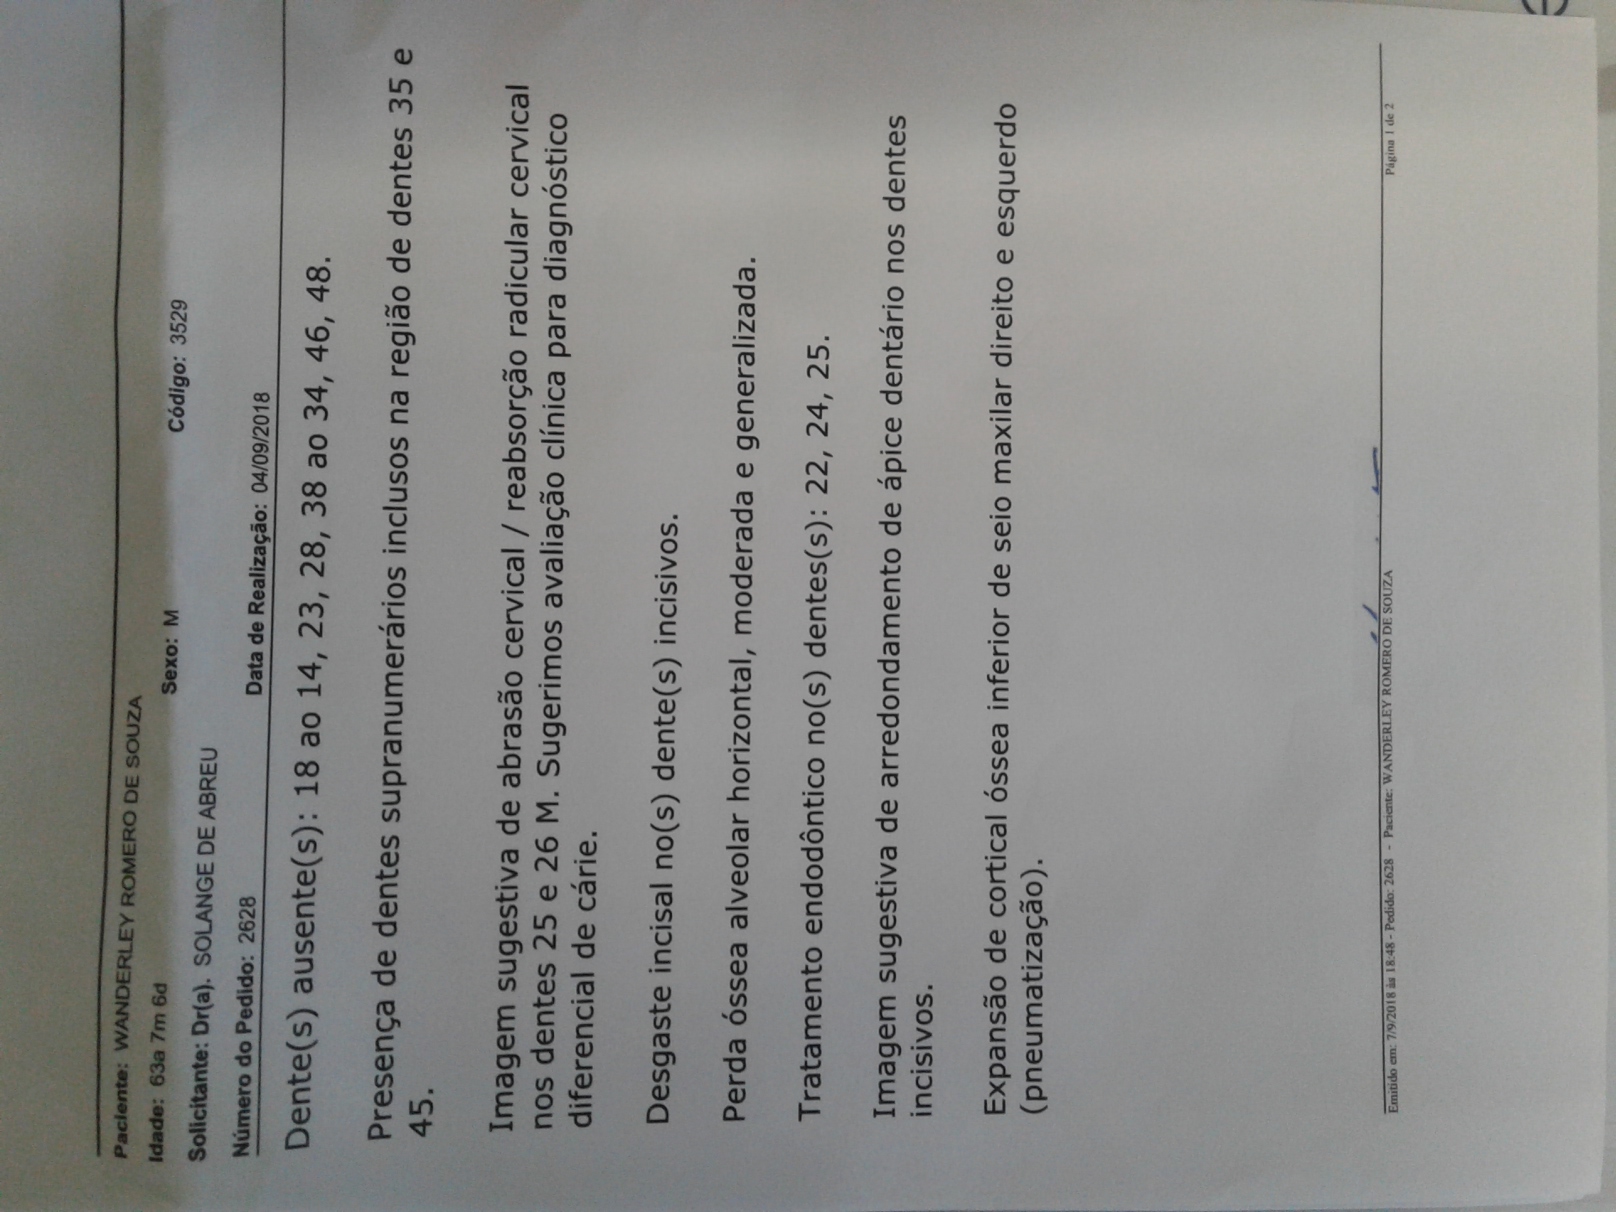 Paciente: WANDERLEY ROMERO DE SOUZA
Idade: 63a 7m 6d Sexo: M Código: 3529
Solicitante: Dr(a). SOLANGE DE ABREU
Número do Pedido: 2628 Data de Realização: 04/09/2018
Dente(s) ausente(s): 18 ao 14, 23, 28, 38 ao 34, 46, 48.
Presença de dentes supranumerários inclusos na região de dentes 35 e
45.
Imagem sugestiva de abrasão cervical / reabsorção radicular cervical
nos dentes 25 e 26 M. Sugerimos avaliação clínica para diagnóstico
diferencial de cárie.
Desgaste incisal no(s) dente(s) incisivos.
Perda óssea alveolar horizontal, moderada e generalizada.
Tratamento endodôntico no(s) dentes(s): 22, 24, 25.
Imagem sugestiva de arredondamento de ápice dentário nos dentes
incisivos.
Expansão de cortical óssea inferior de seio maxilar direito e esquerdo
(pneumatização).
Emitido em: 7/9/2018 às 18:48 - Pedido: 2628 - Paciente: WANDERLEY ROMERO DE SOUZA Página 1 de 2